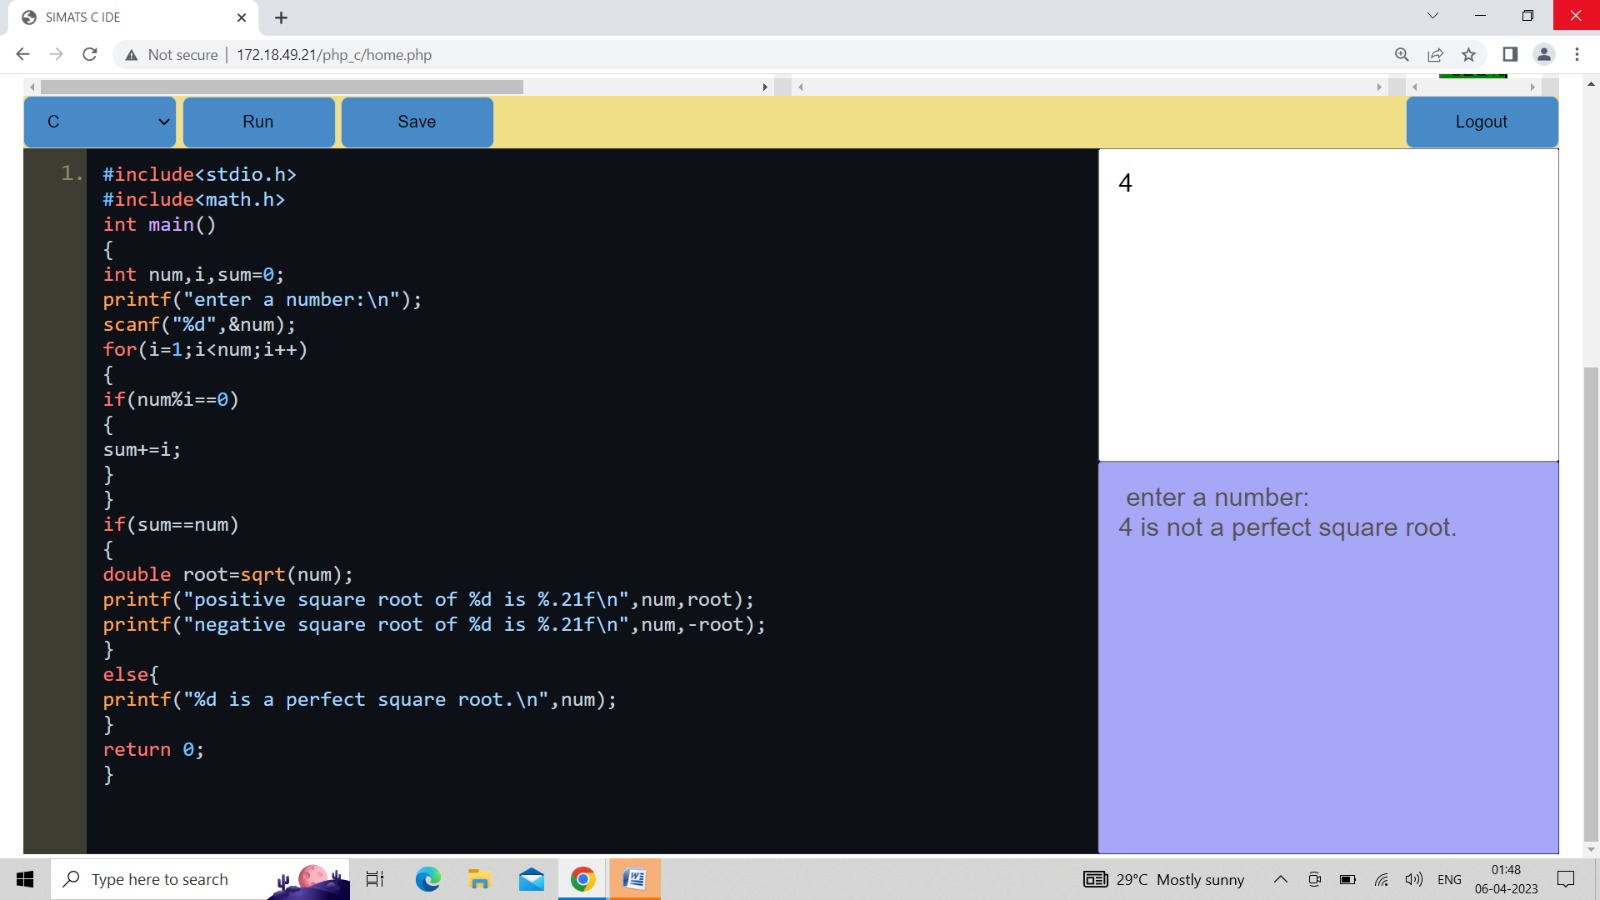 SIMATS C IDE
Not secure | 172.18.49.21/php_c/home.php
C
Run
Save
Logout
1.
#include<stdio.h>
#include<math.h>
int main()
{
int num,i,sum=0;
printf("enter a number:\n");
scanf("%d",&num);
for(i=1;i<num;i++)
{
if(num%i==0)
{
sum+=i;
}
}
if(sum==num)
{
double root=sqrt(num);
printf("positive square root of %d is %.21f\n",num,root);
printf("negative square root of %d is %.21f\n",num,-root);
}
else{
printf("%d is a perfect square root.\n",num);
}
return 0;
}
4
enter a number:
4 is not a perfect square root.
Type here to search
29°C Mostly sunny
ENG
01:48
06-04-2023